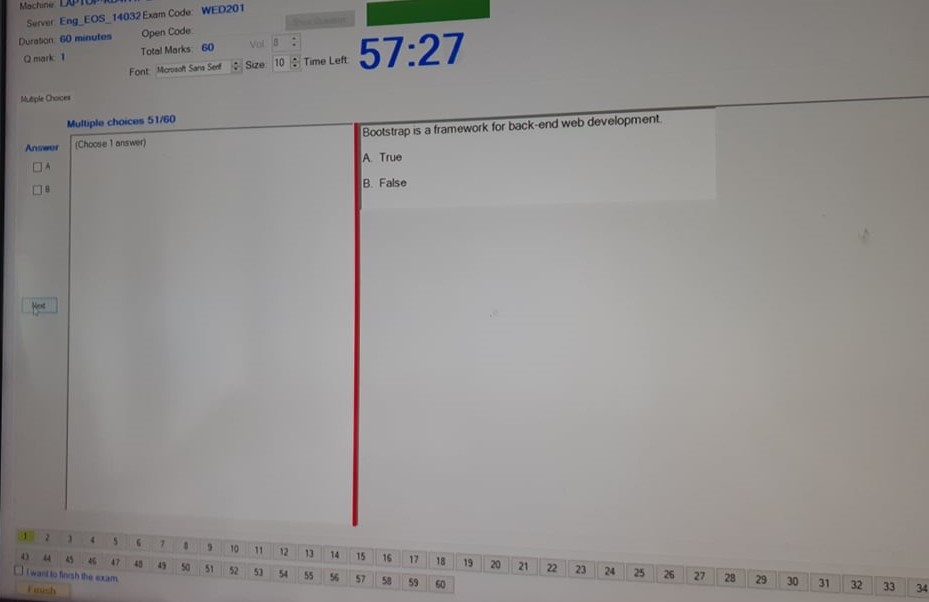 Machine:
Server: Eng_EOS_14032 Exam Code: WED201
Duration: 60 minutes Open Code:
Q mark: 1 Total Marks: 60 Vol: 8
Font: Microsoft Sans Serif Size: 10 Time Left: 57:27
Multiple Choices
Multiple choices 51/60
Answer (Choose 1 answer)
A
B
Bootstrap is a framework for back-end web development.
A. True
B. False
Next
1 2 3 4 5 6 7 8 9 10 11 12 13 14 15 16 17 18 19 20 21 22 23 24 25 26 27 28 29 30 31 32 33 34
43 44 45 46 47 48 49 50 51 52 53 54 55 56 57 58 59 60
I want to finish the exam.
Finish